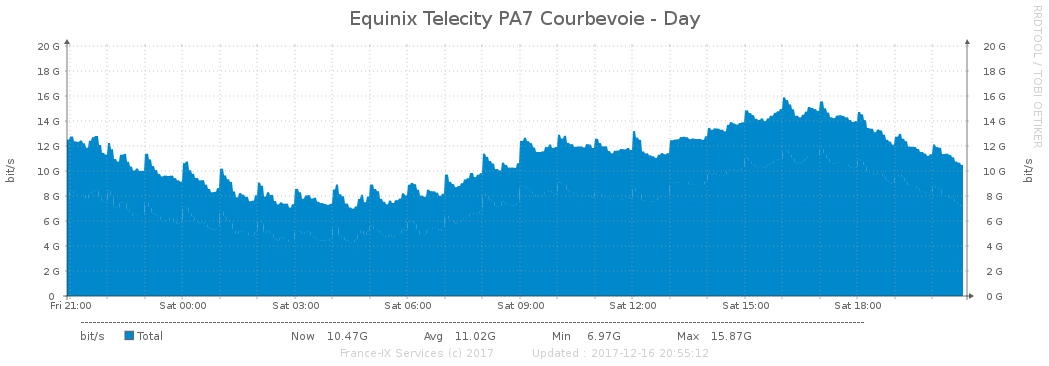 Equinix Telecity PA7 Courbevoie - Day
RRDTOOL / TOBI OETIKER
bit/s
20 G
18 G
16 G
14 G
12 G
10 G
8 G
6 G
4 G
2 G
0
20 G
18 G
16 G
14 G
12 G
10 G
8 G
6 G
4 G
2 G
0 G
bit/s
Fri 21:00 Sat 00:00 Sat 03:00 Sat 06:00 Sat 09:00 Sat 12:00 Sat 15:00 Sat 18:00
bit/s Total Now 10.47G Avg 11.02G Min 6.97G Max 15.87G
France-IX Services (c) 2017 Updated : 2017-12-16 20:55:12